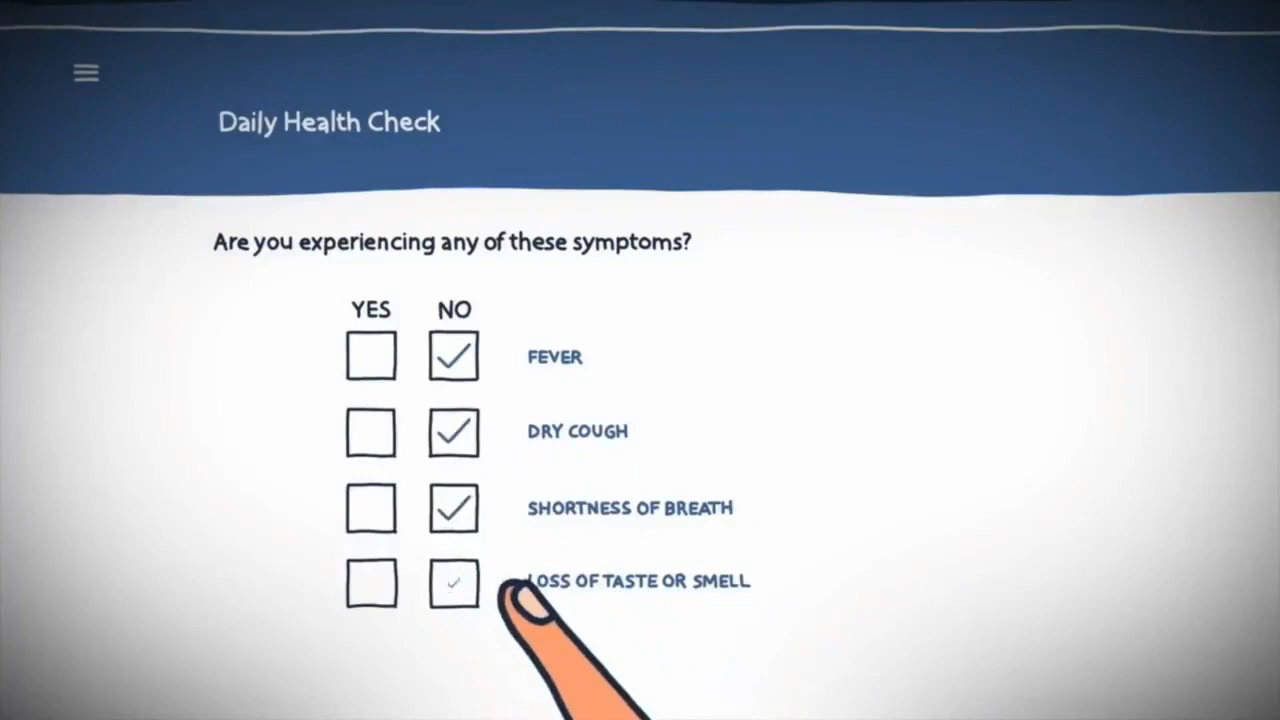 Daily Health Check
Are you experiencing any of these symptoms?
YES NO
FEVER
DRY COUGH
SHORTNESS OF BREATH
LOSS OF TASTE OR SMELL